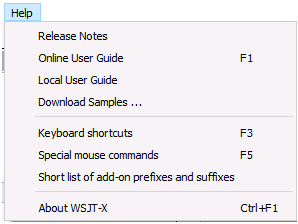 Help
Release Notes
Online User Guide F1
Local User Guide
Download Samples ...
Keyboard shortcuts F3
Special mouse commands F5
Short list of add-on prefixes and suffixes
About WSJT-X Ctrl+F1